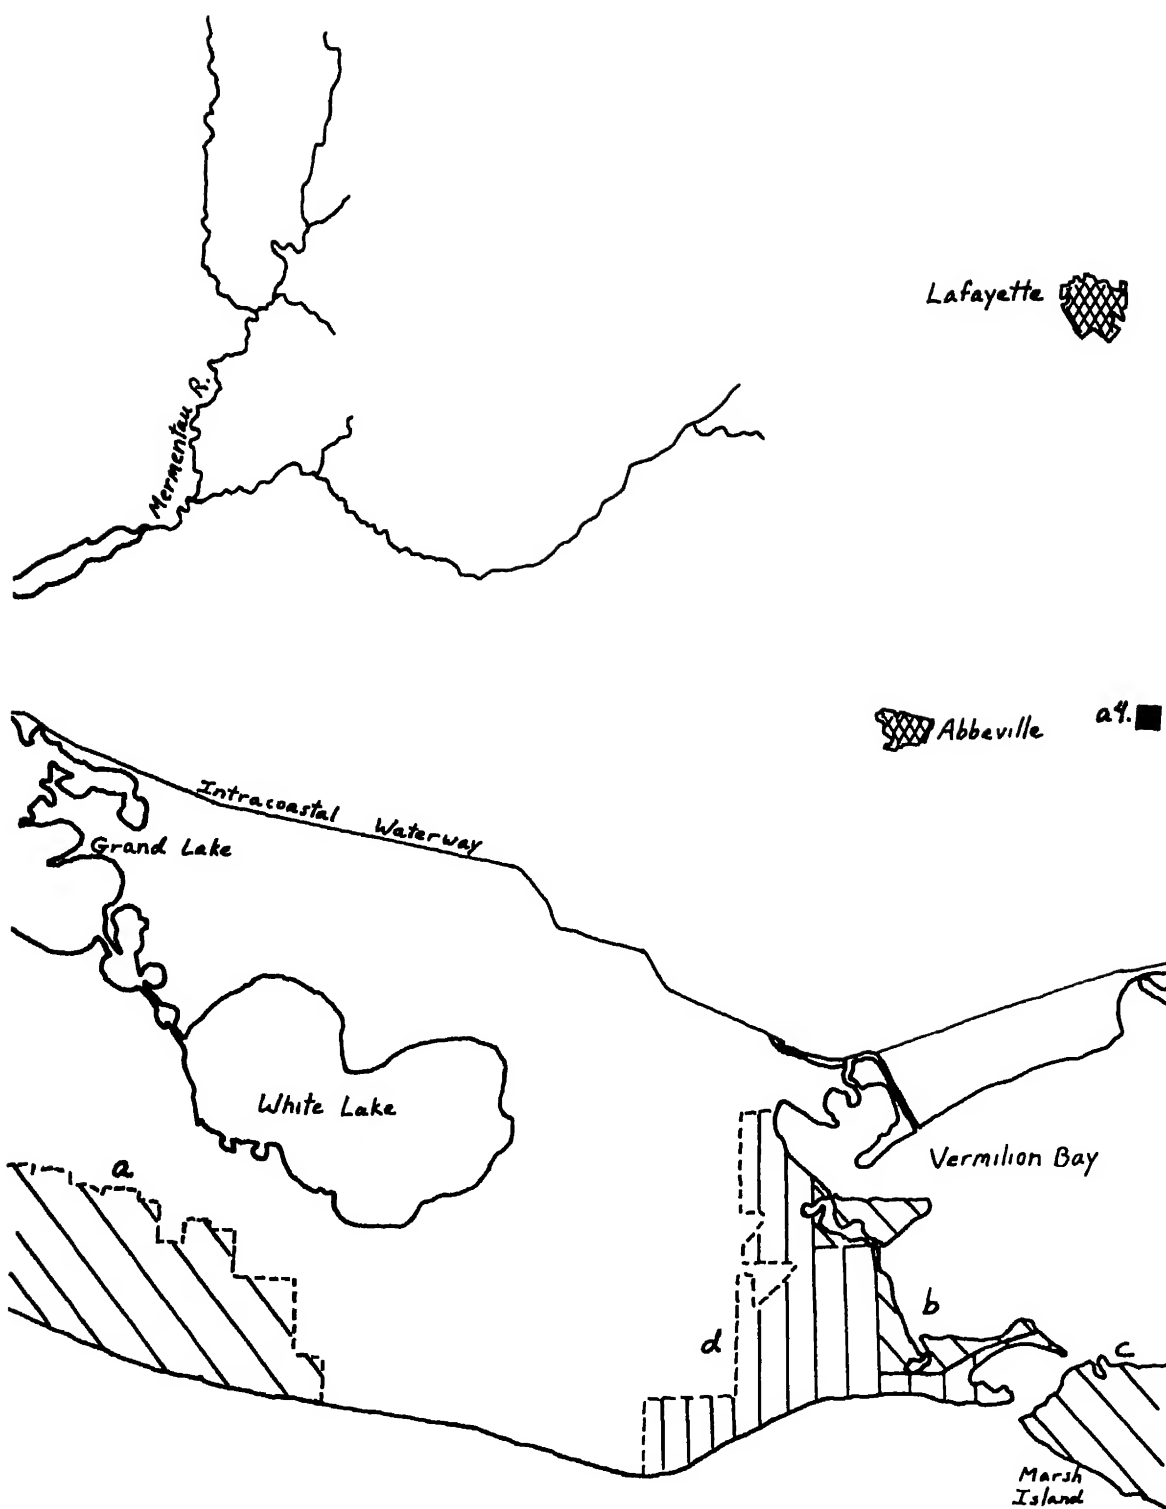 Lafayette
Mermentau R.
Abbeville
a4.
Intracoastal Waterway
Grand Lake
White Lake
Vermilion Bay
a
b
d
c
Marsh
Island